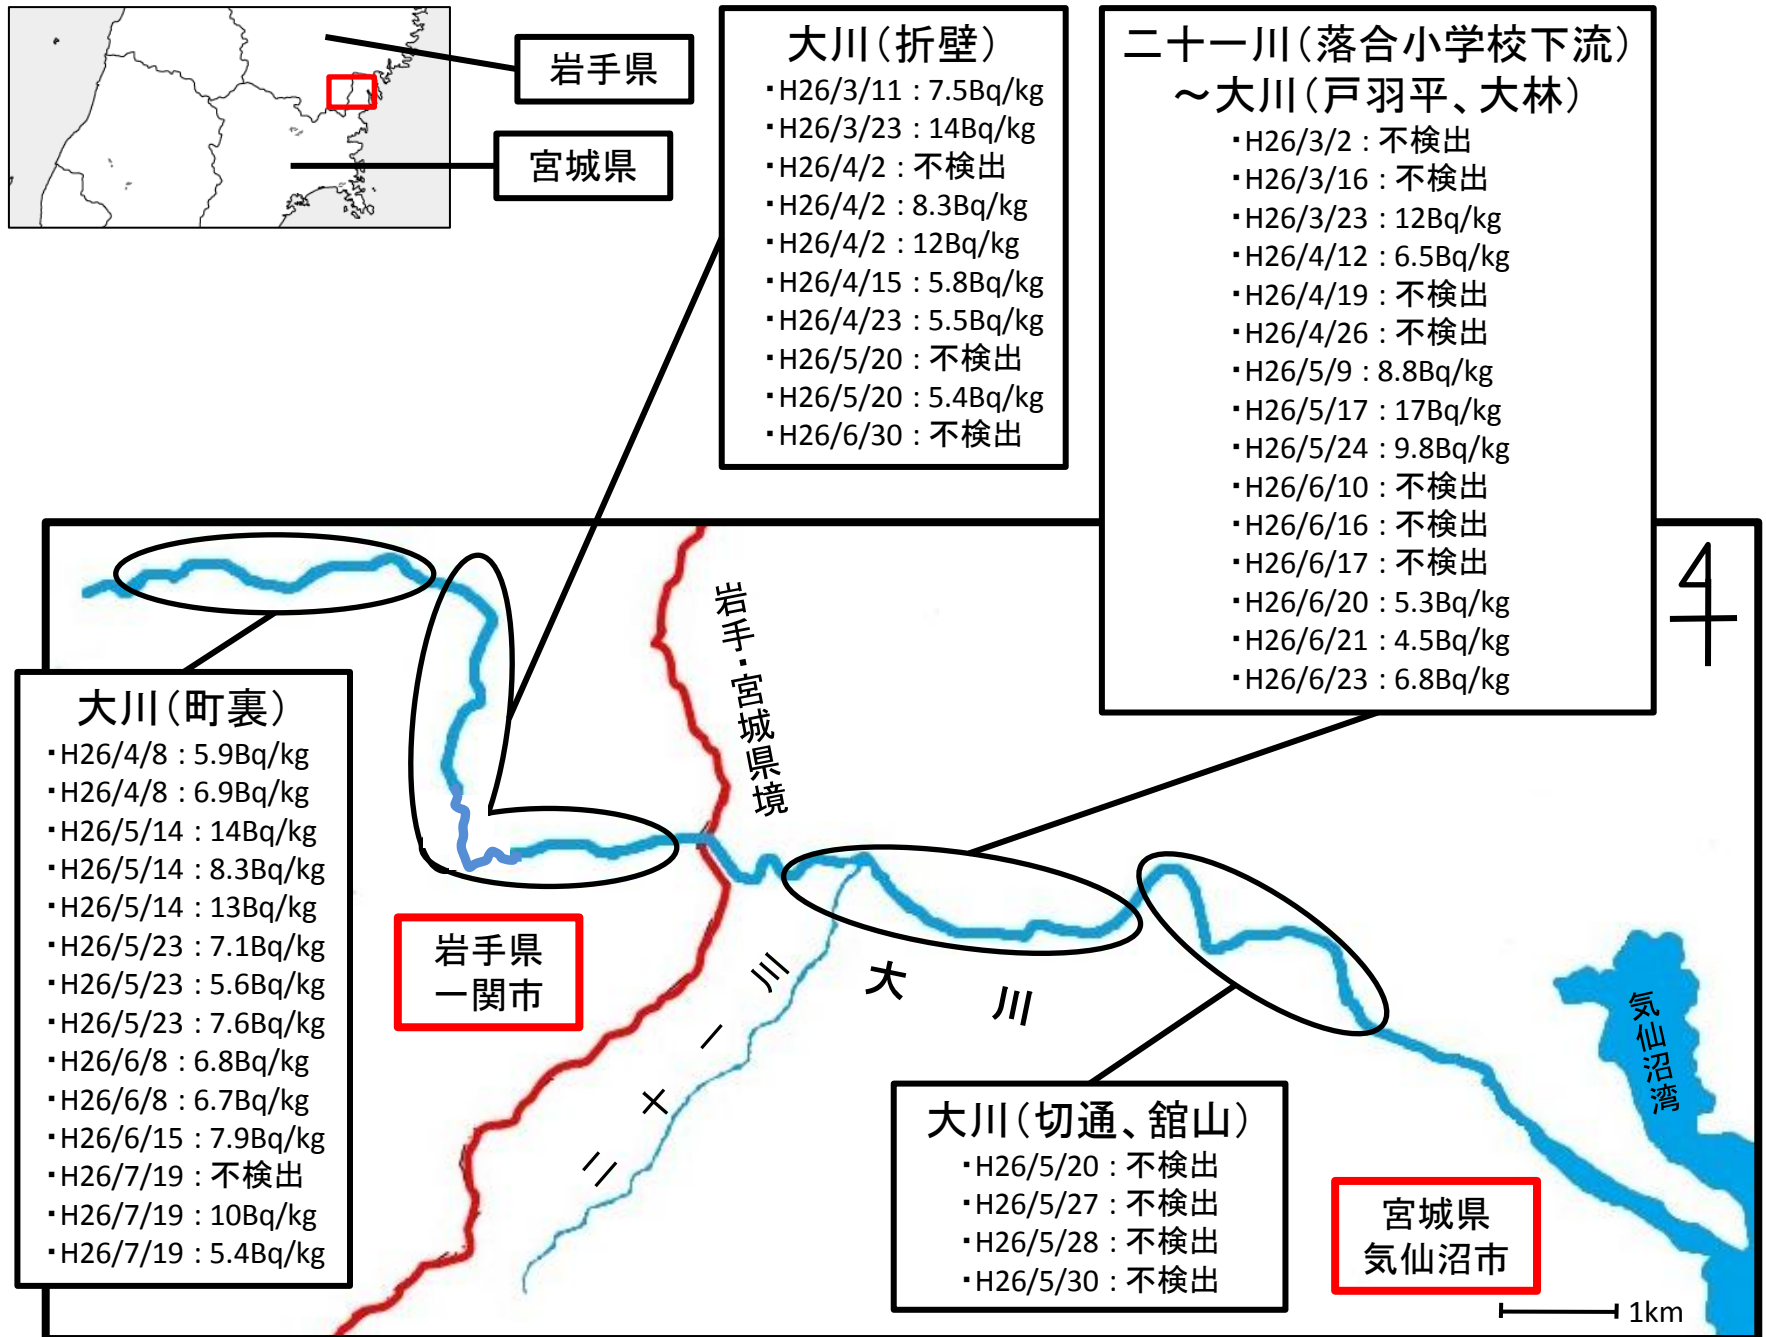 岩手県
宮城県
大川(折壁)
・H26/3/11：7.5Bq/kg
・H26/3/23：14Bq/kg
・H26/4/2：不検出
・H26/4/2：8.3Bq/kg
・H26/4/2：12Bq/kg
・H26/4/15：5.8Bq/kg
・H26/4/23：5.5Bq/kg
・H26/5/20：不検出
・H26/5/20：5.4Bq/kg
・H26/6/30：不検出
二十一川(落合小学校下流)
～大川(戸羽平、大林)
・H26/3/2：不検出
・H26/3/16：不検出
・H26/3/23：12Bq/kg
・H26/4/12：6.5Bq/kg
・H26/4/19：不検出
・H26/4/26：不検出
・H26/5/9：8.8Bq/kg
・H26/5/17：17Bq/kg
・H26/5/24：9.8Bq/kg
・H26/6/10：不検出
・H26/6/16：不検出
・H26/6/17：不検出
・H26/6/20：5.3Bq/kg
・H26/6/21：4.5Bq/kg
・H26/6/23：6.8Bq/kg
岩手・宮城県境
大川(町裏)
・H26/4/8：5.9Bq/kg
・H26/4/8：6.9Bq/kg
・H26/5/14：14Bq/kg
・H26/5/14：8.3Bq/kg
・H26/5/14：13Bq/kg
・H26/5/23：7.1Bq/kg
・H26/5/23：5.6Bq/kg
・H26/5/23：7.6Bq/kg
・H26/6/8：6.8Bq/kg
・H26/6/8：6.7Bq/kg
・H26/6/15：7.9Bq/kg
・H26/7/19：不検出
・H26/7/19：10Bq/kg
・H26/7/19：5.4Bq/kg
岩手県
一関市
二十一川
大川
気仙沼湾
大川(切通、舘山)
・H26/5/20：不検出
・H26/5/27：不検出
・H26/5/28：不検出
・H26/5/30：不検出
宮城県
気仙沼市
1km